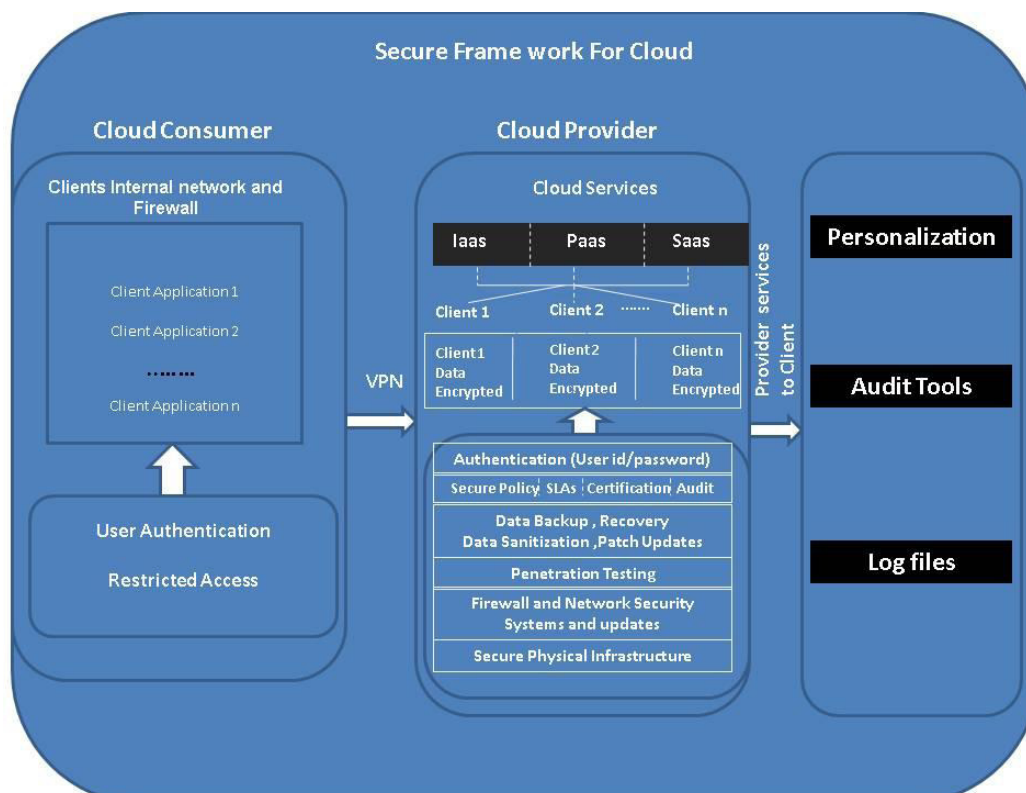 Secure Frame work For Cloud
Cloud Consumer
Clients Internal network and
Firewall
Client Application 1
Client Application 2
........
Client Application n
User Authentication
Restricted Access
VPN
Cloud Provider
Cloud Services
Iaas Paas Saas
Client 1 Client 2 ....... Client n
Client1
Data
Encrypted
Client2
Data
Encrypted
Client n
Data
Encrypted
Authentication (User id/password)
Secure Policy SLAs Certification Audit
Data Backup , Recovery
Data Sanitization ,Patch Updates
Penetration Testing
Firewall and Network Security
Systems and updates
Secure Physical Infrastructure
Provider services
to Client
Personalization
Audit Tools
Log files